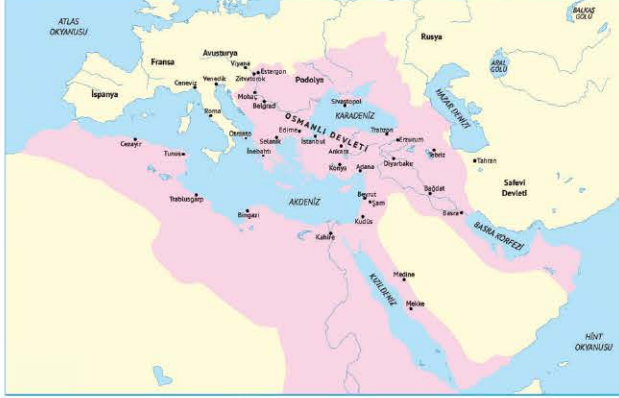 ATLAS
OKYANUSU
BALKAŞ
GÖLÜ
Rusya
Fransa
Avusturya
Viyana
Estergon
Zitvatorok
Podolya
ARAL
GÖLÜ
Ceneviz
Venedik
Mohaç
Belgrad
İspanya
Roma
Sivastopol
KARADENİZ
HAZAR DENİZİ
OSMANLI DEVLETİ
Otranto
Selanik
Edirne
İstanbul
Ankara
Trabzon
Erzurum
İnebahtı
Konya
Adana
Diyarbakır
Tebriz
Tahran
Cezayir
Tunus
Safevi
Devleti
Trablusgarp
Bingazi
AKDENİZ
Beyrut
Şam
Kudüs
Bağdat
Basra
BASRA KÖRFEZİ
Kahire
KIZILDENİZ
Medine
Mekke
HİNT
OKYANUSU